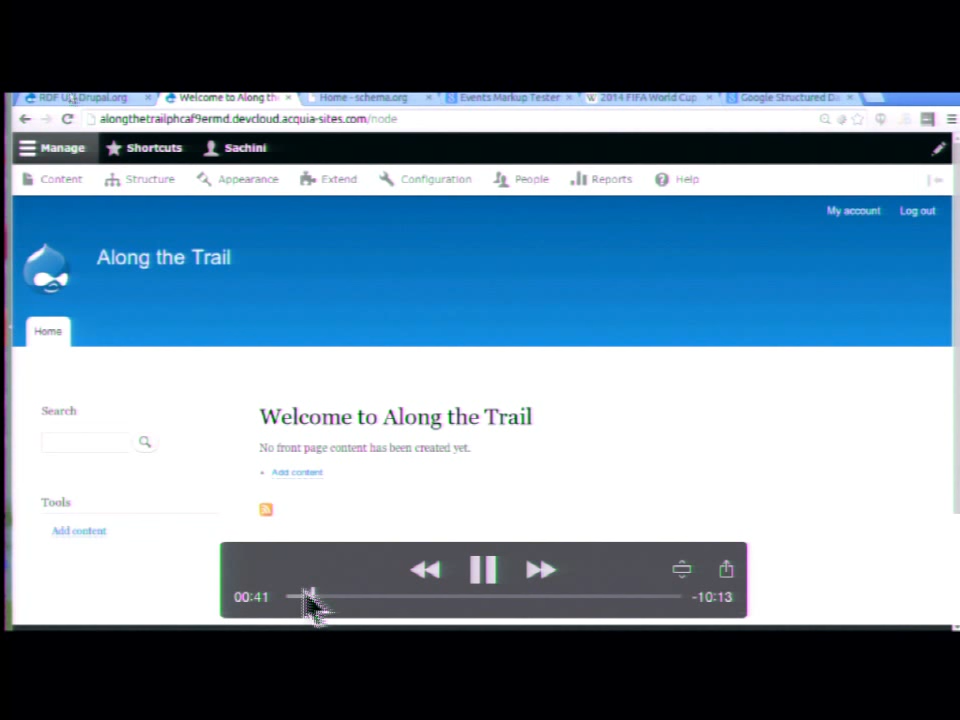 RDF UI Drupal.org Welcome to Along th Home - schema.org Events Markup Tester 2014 FIFA World Cup Google Structured Da
alongthetrailphcaf9ermd.devcloud.acquia-sites.com/node
Manage Shortcuts Sachini
Content Structure Appearance Extend Configuration People Reports Help
My account Log out
Along the Trail
Home
Search
Welcome to Along the Trail
No front page content has been created yet.
Add content
Tools
Add content
00:41 -10:13